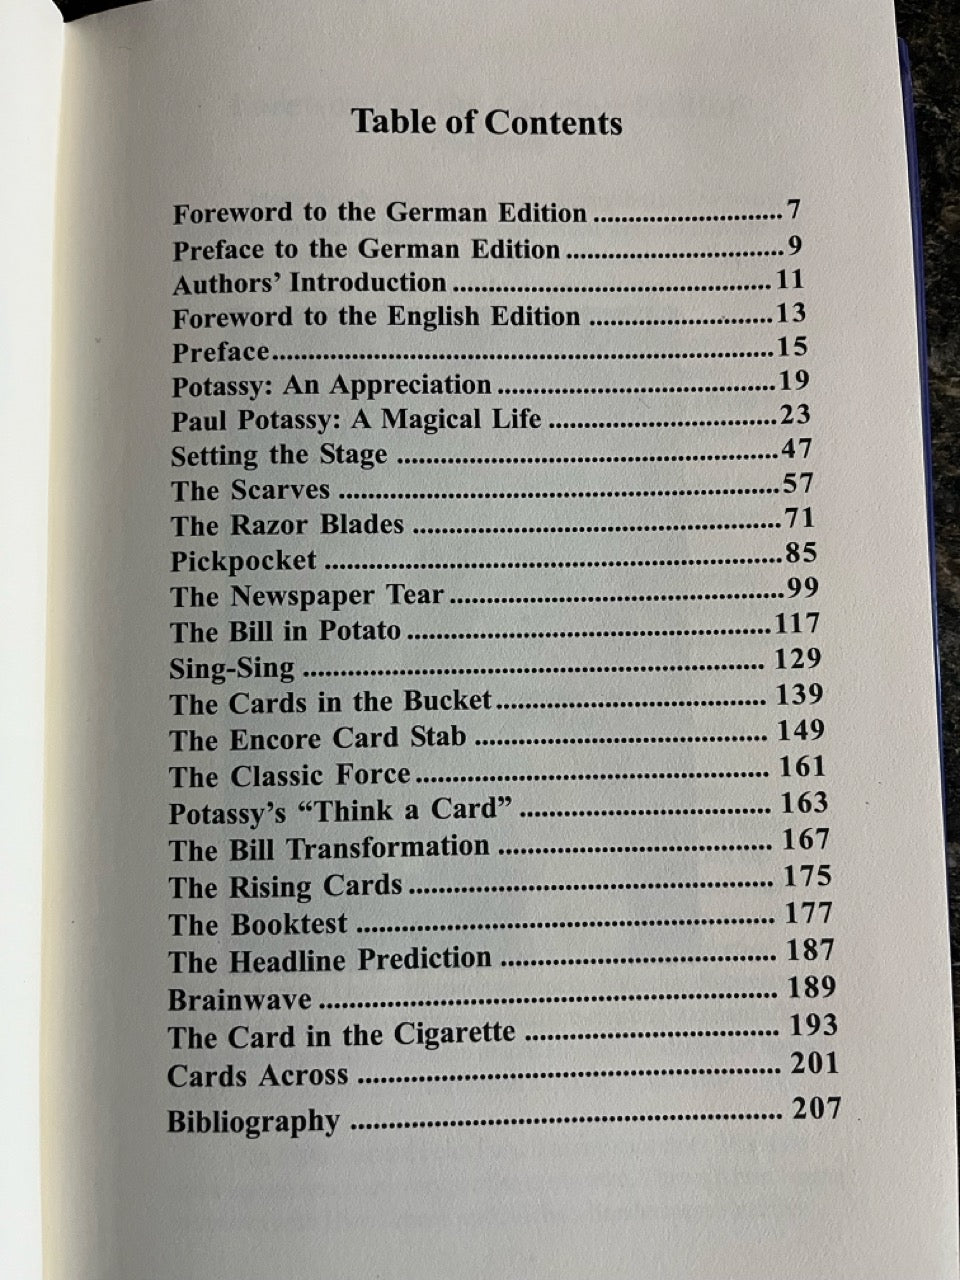 Table of Contents
Foreword to the German Edition ........................... 7
Preface to the German Edition ............................... 9
Authors’ Introduction ............................................. 11
Foreword to the English Edition .......................... 13
Preface....................................................................... 15
Potassy: An Appreciation ....................................... 19
Paul Potassy: A Magical Life ................................ 23
Setting the Stage ...................................................... 47
The Scarves ............................................................... 57
The Razor Blades .................................................... 71
Pickpocket ................................................................. 85
The Newspaper Tear ............................................... 99
The Bill in Potato .................................................... 117
Sing-Sing .................................................................. 129
The Cards in the Bucket...................................... 139
The Encore Card Stab .......................................... 149
The Classic Force ................................................... 161
Potassy’s “Think a Card” .................................... 163
The Bill Transformation ....................................... 167
The Rising Cards .................................................... 175
The Booktest ............................................................ 177
The Headline Prediction ....................................... 187
Brainwave ................................................................. 189
The Card in the Cigarette .................................... 193
Cards Across ............................................................ 201
Bibliography ............................................................. 207